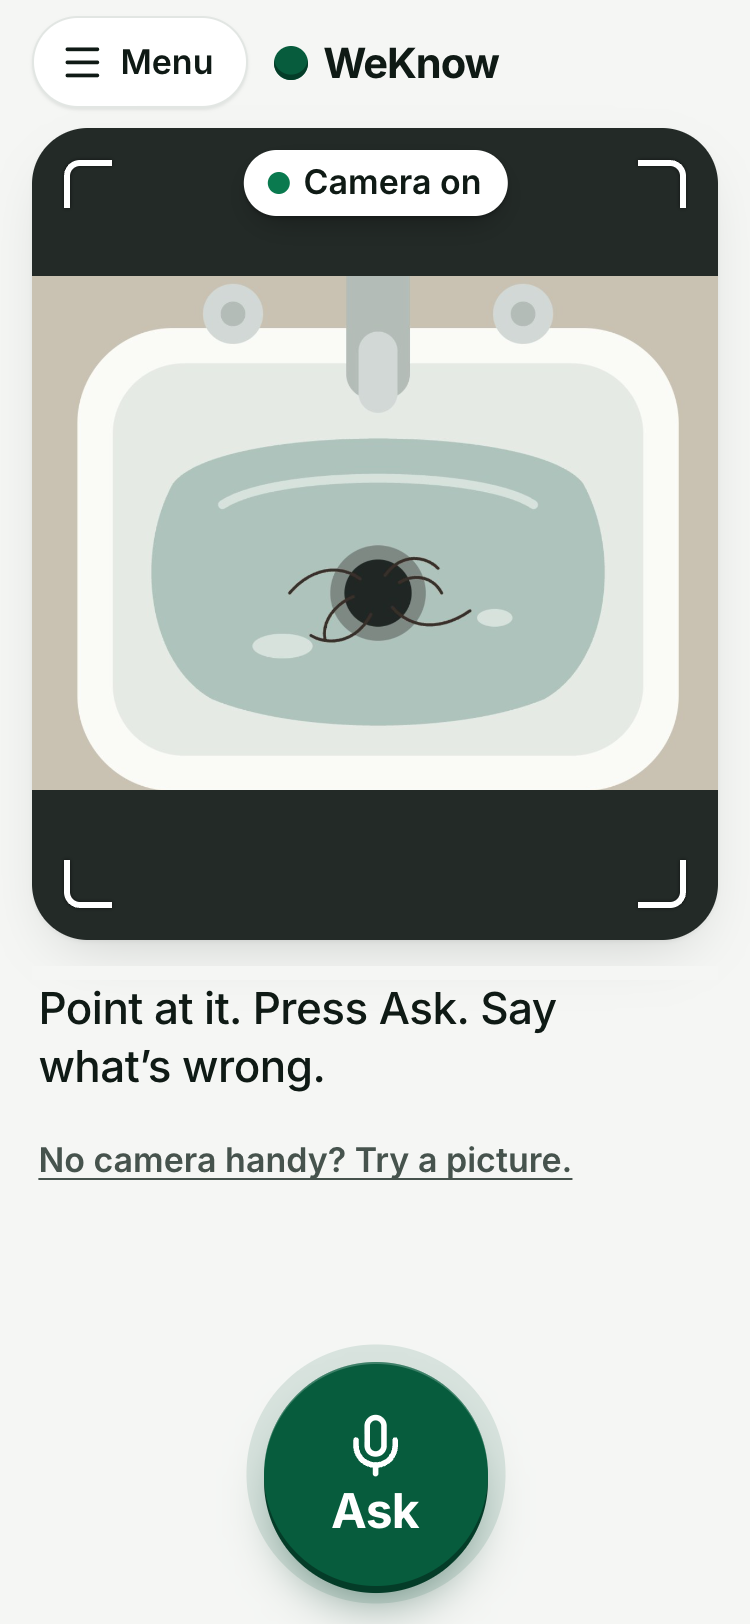 Menu
WeKnow
Camera on
Point at it. Press Ask. Say
what’s wrong.
No camera handy? Try a picture.
Ask